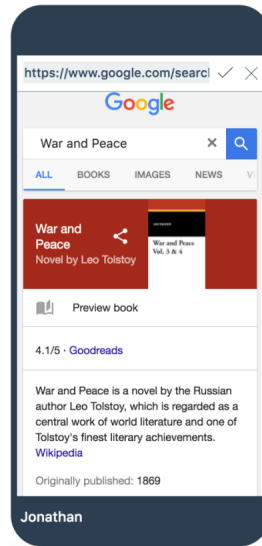 https://www.google.com/searcl
Google
War and Peace
ALL BOOKS IMAGES NEWS VI
War and
Peace
Novel by Leo Tolstoy
War and Peace
Vol. 3 & 4
Preview book
4.1/5 · Goodreads
War and Peace is a novel by the Russian
author Leo Tolstoy, which is regarded as a
central work of world literature and one of
Tolstoy's finest literary achievements.
Wikipedia
Originally published: 1869
Jonathan